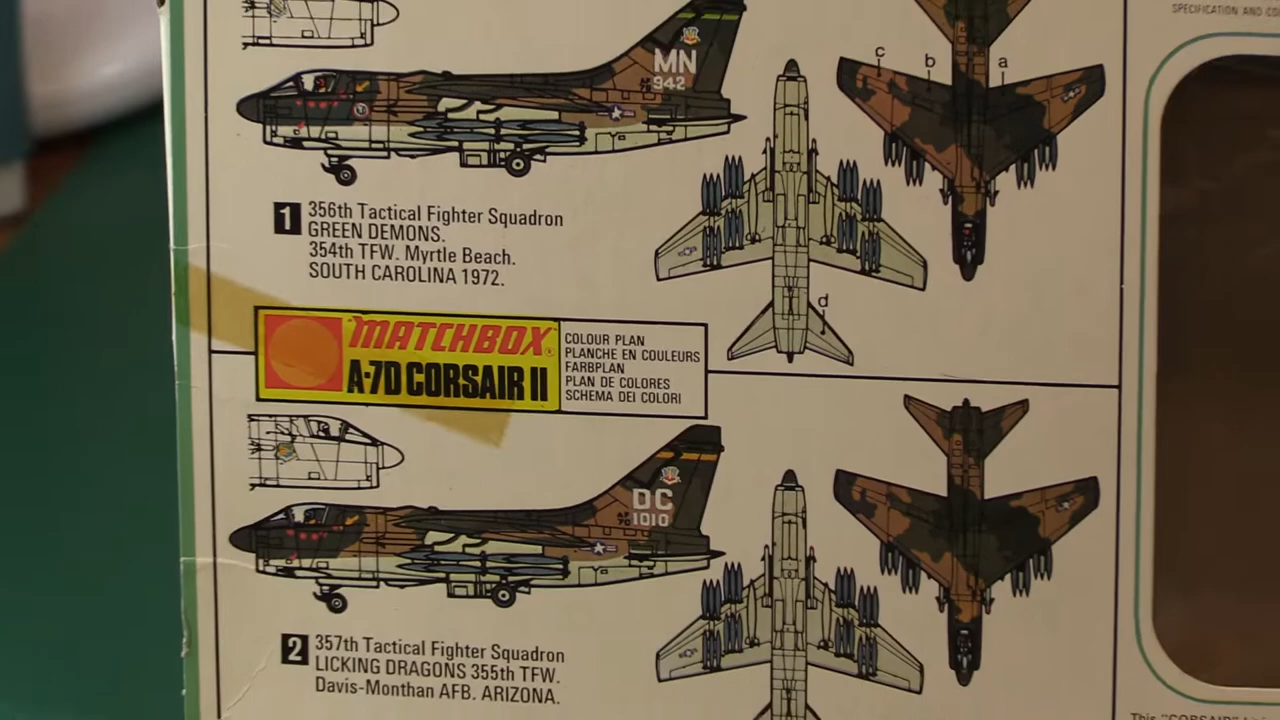 SPECIFICATION AND
c
b
a
MN
942
1
356th Tactical Fighter Squadron
GREEN DEMONS.
354th TFW. Myrtle Beach.
SOUTH CAROLINA 1972.
d
MATCHBOX
A-7D CORSAIR II
COLOUR PLAN
PLANCHE EN COULEURS
FARBPLAN
PLAN DE COLORES
SCHEMA DEI COLORI
DC
AF
70
1010
2
357th Tactical Fighter Squadron
LICKING DRAGONS 355th TFW.
Davis-Monthan AFB. ARIZONA.
This "CORSAIR"